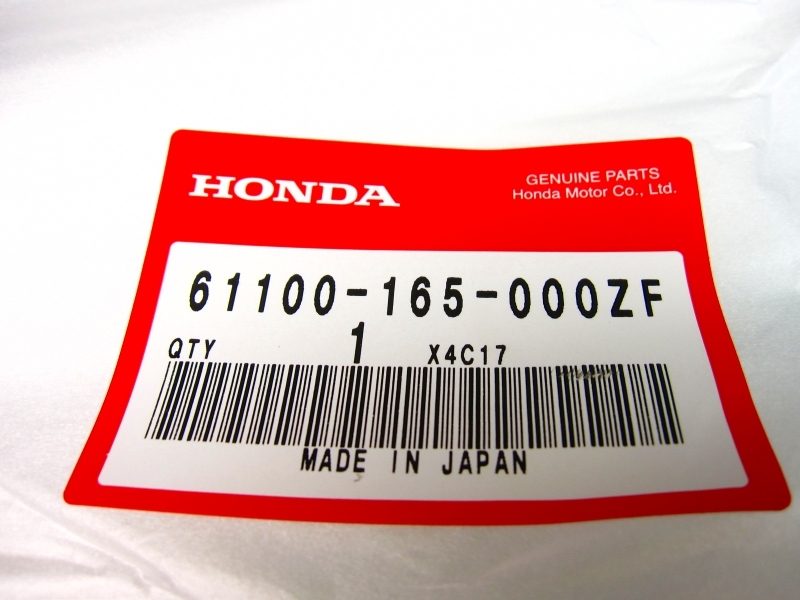 HONDA
GENUINE PARTS
Honda Motor Co., Ltd.
61100-165-000ZF
QTY 1 X4C17
MADE IN JAPAN